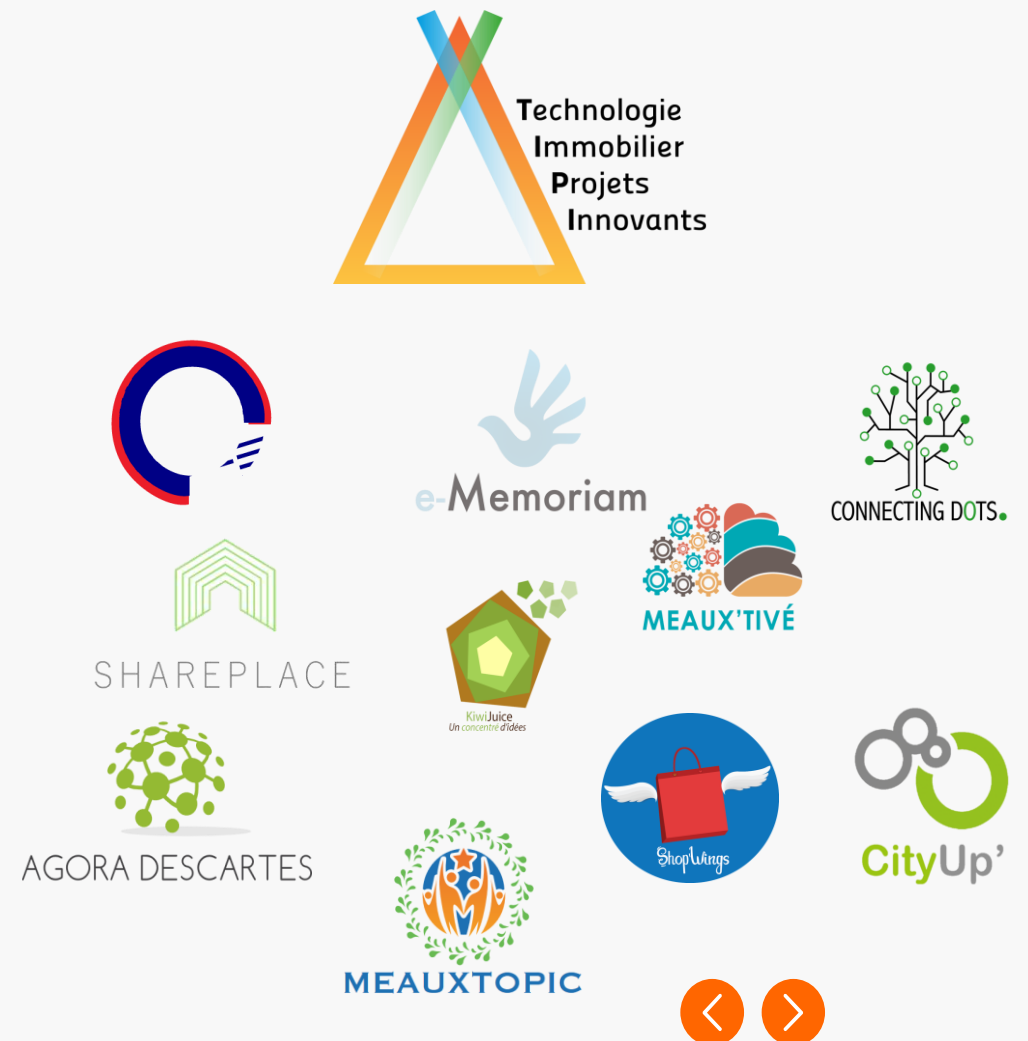 Technologie
Immobilier
Projets
Innovants
e-Memoriam
CONNECTING DOTS.
MEAUX'TIVÉ
SHAREPLACE
KiwiJuice
Un concentré d'idées
AGORA DESCARTES
ShopWings
CityUp'
MEAUXTOPIC